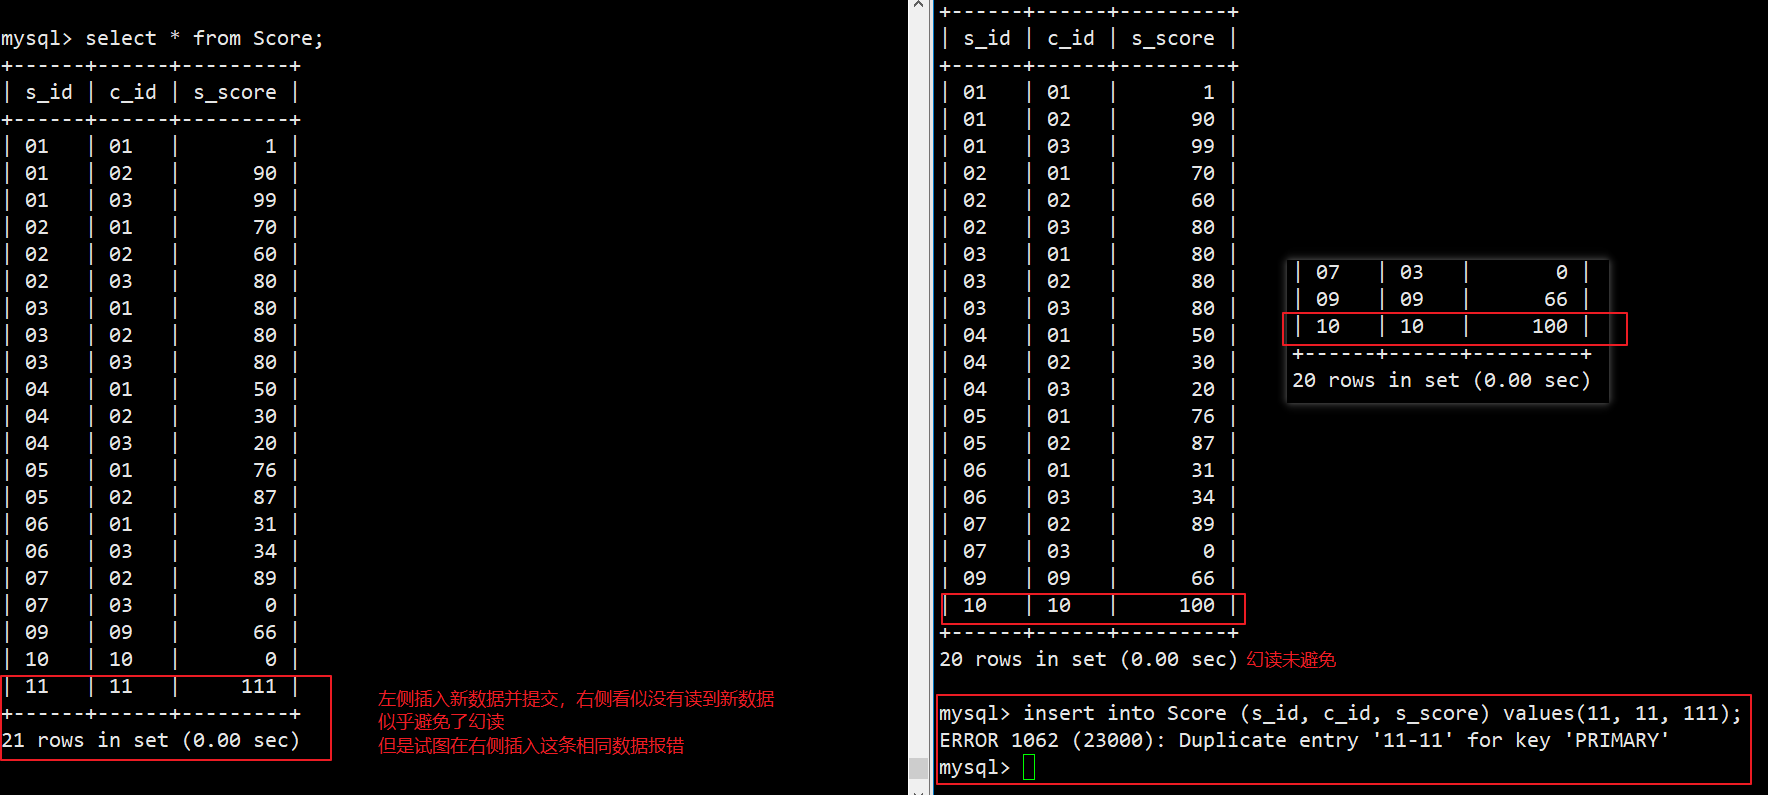 mysql> select * from Score;
+------+------+---------+
| s_id | c_id | s_score |
+------+------+---------+
| 01 | 01 | 1 |
| 01 | 02 | 90 |
| 01 | 03 | 99 |
| 02 | 01 | 70 |
| 02 | 02 | 60 |
| 02 | 03 | 80 |
| 03 | 01 | 80 |
| 03 | 02 | 80 |
| 03 | 03 | 80 |
| 04 | 01 | 50 |
| 04 | 02 | 30 |
| 04 | 03 | 20 |
| 05 | 01 | 76 |
| 05 | 02 | 87 |
| 06 | 01 | 31 |
| 06 | 03 | 34 |
| 07 | 02 | 89 |
| 07 | 03 | 0 |
| 09 | 09 | 66 |
| 10 | 10 | 0 |
| 11 | 11 | 111 |
+------+------+---------+
21 rows in set (0.00 sec)
左侧插入新数据并提交，右侧看似没有读到新数据
似乎避免了幻读
但是试图在右侧插入这条相同数据报错
+------+------+---------+
| s_id | c_id | s_score |
+------+------+---------+
| 01 | 01 | 1 |
| 01 | 02 | 90 |
| 01 | 03 | 99 |
| 02 | 01 | 70 |
| 02 | 02 | 60 |
| 02 | 03 | 80 |
| 03 | 01 | 80 |
| 03 | 02 | 80 |
| 03 | 03 | 80 |
| 04 | 01 | 50 |
| 04 | 02 | 30 |
| 04 | 03 | 20 |
| 05 | 01 | 76 |
| 05 | 02 | 87 |
| 06 | 01 | 31 |
| 06 | 03 | 34 |
| 07 | 02 | 89 |
| 07 | 03 | 0 |
| 09 | 09 | 66 |
| 10 | 10 | 100 |
+------+------+---------+
20 rows in set (0.00 sec) 幻读未避免
mysql> insert into Score (s_id, c_id, s_score) values(11, 11, 111);
ERROR 1062 (23000): Duplicate entry '11-11' for key 'PRIMARY'
mysql>
| 07 | 03 | 0 |
| 09 | 09 | 66 |
| 10 | 10 | 100 |
+------+------+---------+
20 rows in set (0.00 sec)